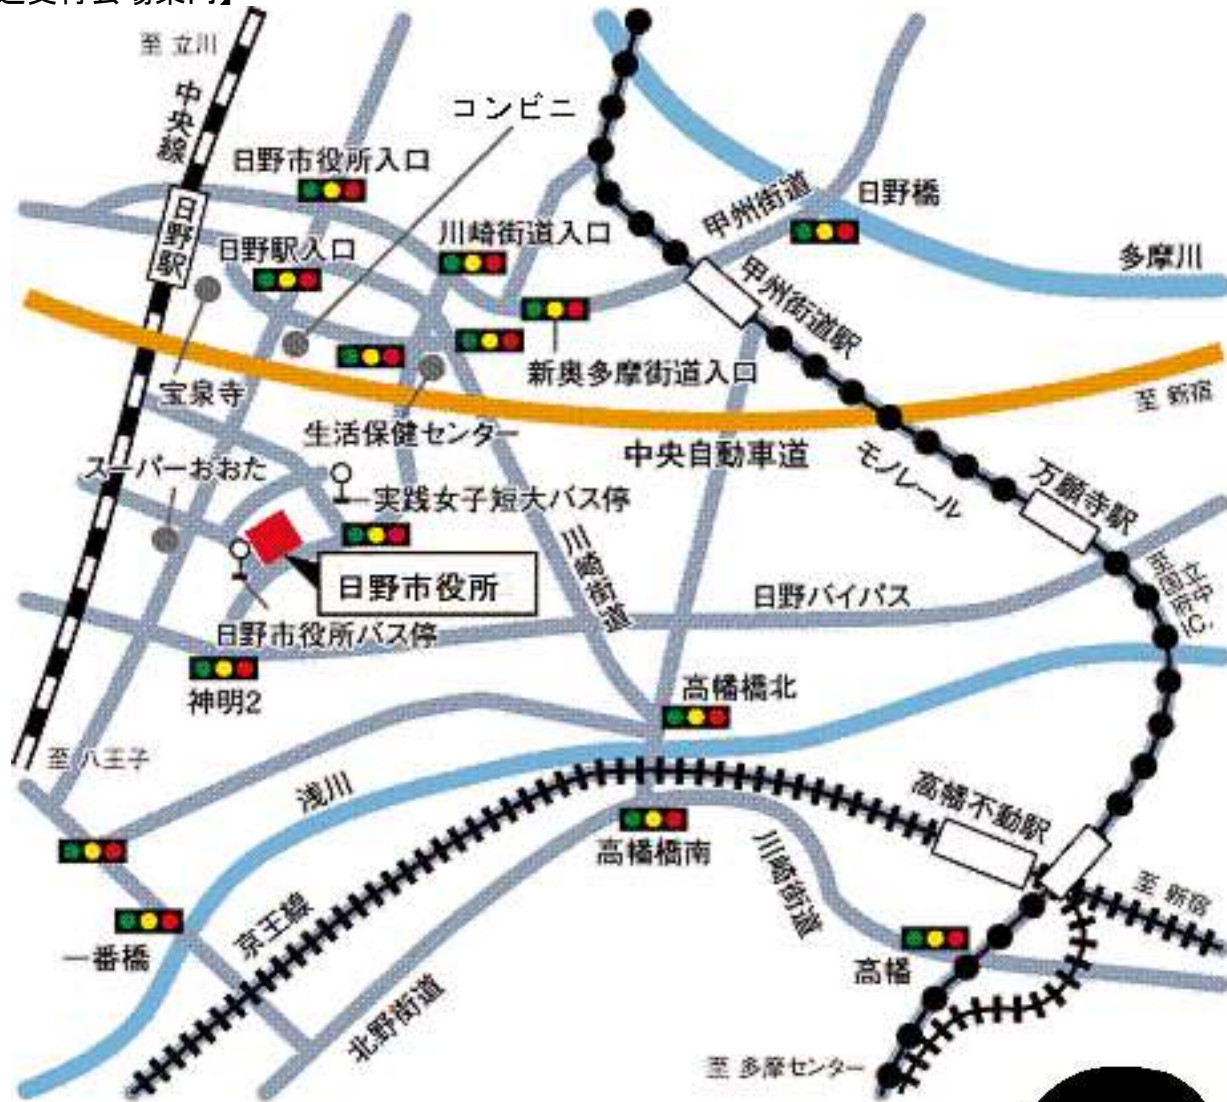 至 立川
中央線
コンビニ
日野市役所入口
日野橋
甲州街道
川崎街道入口
日野駅
日野駅入口
多摩川
甲州街道駅
新奥多摩街道入口
宝泉寺
至 新宿
生活保健センター
中央自動車道
スーパーおおた
モノレール
万願寺駅
実践女子短大バス停
川崎街道
日野市役所
日野バイパス
日野市役所バス停
神明2
高幡橋北
至 八王子
浅川
高幡不動駅
高幡橋南
川崎街道
至 新宿
京王線
一番橋
高幡
北野街道
至 多摩センター